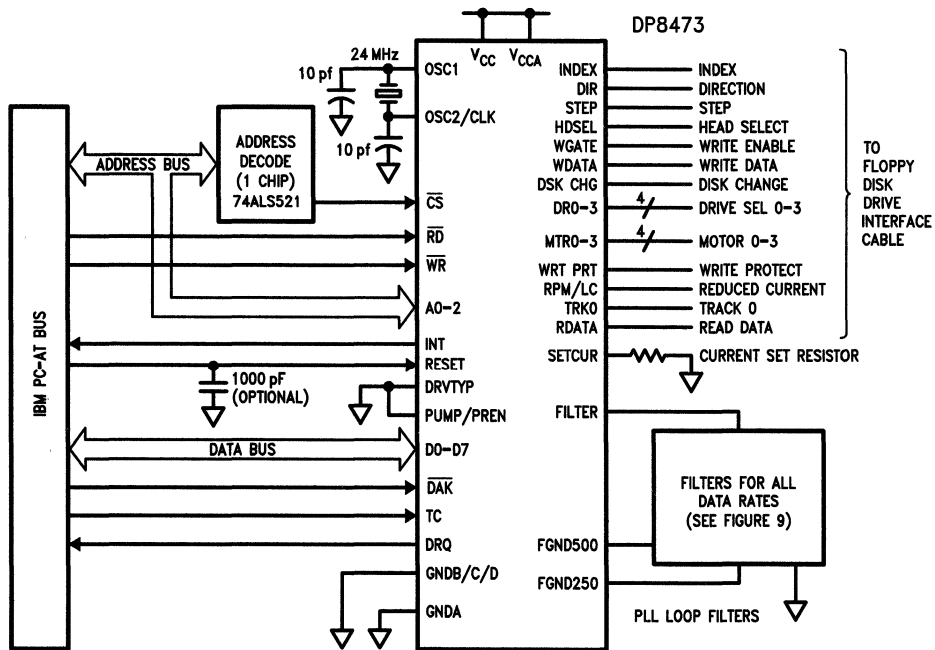 DP8473
VCC
VCCA
24 MHz
10 pf
10 pf
OSC1
OSC2/CLK
ADDRESS BUS
ADDRESS
DECODE
(1 CHIP)
74ALS521
CS
RD
WR
A0-2
INT
RESET
1000 pF
(OPTIONAL)
DRVTYP
PUMP/PREN
DATA BUS
D0-D7
DAK
TC
DRQ
GNDB/C/D
GNDA
IBM PC-AT BUS
INDEX INDEX
DIR DIRECTION
STEP STEP
HDSEL HEAD SELECT
WGATE WRITE ENABLE
WDATA WRITE DATA
DSK CHG DISK CHANGE
DR0-3 4 DRIVE SEL 0-3
MTR0-3 4 MOTOR 0-3
WRT PRT WRITE PROTECT
RPM/LC REDUCED CURRENT
TRK0 TRACK 0
RDATA READ DATA
TO
FLOPPY
DISK
DRIVE
INTERFACE
CABLE
SETCUR CURRENT SET RESISTOR
FILTER
FILTERS FOR ALL
DATA RATES
(SEE FIGURE 9)
FGND500
FGND250
PLL LOOP FILTERS